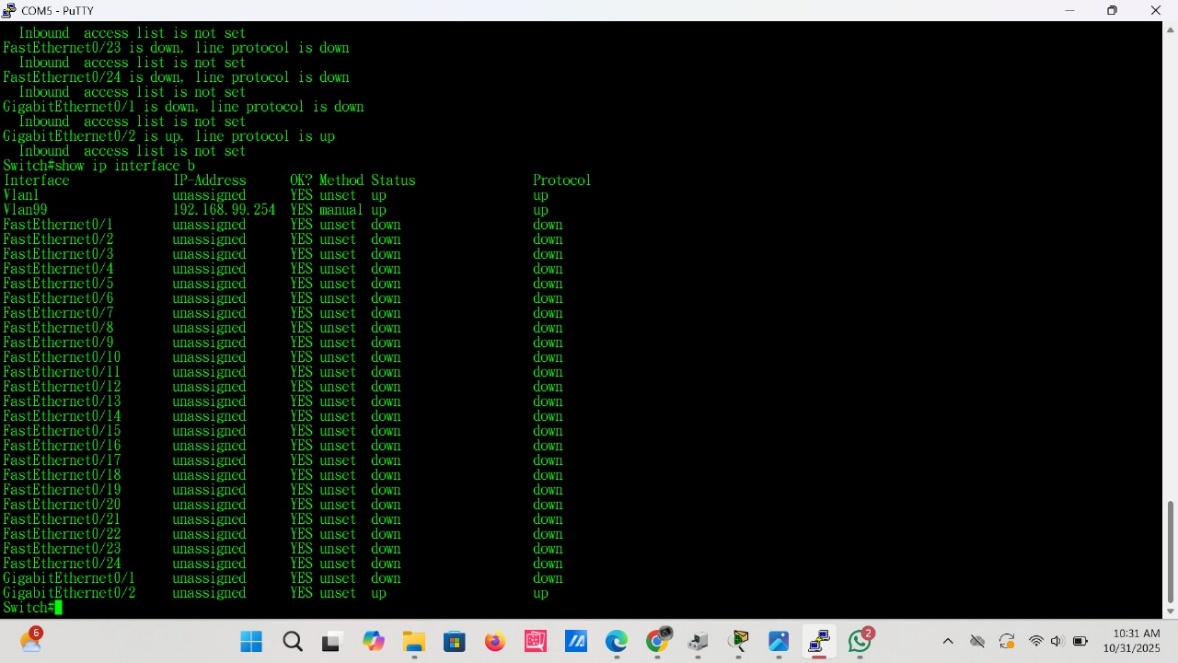 COM5 - PuTTY
Inbound  access list is not set
FastEthernet0/23 is down, line protocol is down
Inbound  access list is not set
FastEthernet0/24 is down, line protocol is down
Inbound  access list is not set
GigabitEthernet0/1 is down, line protocol is down
Inbound  access list is not set
GigabitEthernet0/2 is up, line protocol is up
Inbound  access list is not set
Switch#show ip interface b
Interface IP-Address OK? Method Status Protocol
Vlan1 unassigned YES unset up up
Vlan99 192.168.99.254 YES manual up up
FastEthernet0/1 unassigned YES unset down down
FastEthernet0/2 unassigned YES unset down down
FastEthernet0/3 unassigned YES unset down down
FastEthernet0/4 unassigned YES unset down down
FastEthernet0/5 unassigned YES unset down down
FastEthernet0/6 unassigned YES unset down down
FastEthernet0/7 unassigned YES unset down down
FastEthernet0/8 unassigned YES unset down down
FastEthernet0/9 unassigned YES unset down down
FastEthernet0/10 unassigned YES unset down down
FastEthernet0/11 unassigned YES unset down down
FastEthernet0/12 unassigned YES unset down down
FastEthernet0/13 unassigned YES unset down down
FastEthernet0/14 unassigned YES unset down down
FastEthernet0/15 unassigned YES unset down down
FastEthernet0/16 unassigned YES unset down down
FastEthernet0/17 unassigned YES unset down down
FastEthernet0/18 unassigned YES unset down down
FastEthernet0/19 unassigned YES unset down down
FastEthernet0/20 unassigned YES unset down down
FastEthernet0/21 unassigned YES unset down down
FastEthernet0/22 unassigned YES unset down down
FastEthernet0/23 unassigned YES unset down down
FastEthernet0/24 unassigned YES unset down down
GigabitEthernet0/1 unassigned YES unset down down
GigabitEthernet0/2 unassigned YES unset up up
Switch#
6
2
10:31 AM
10/31/2025